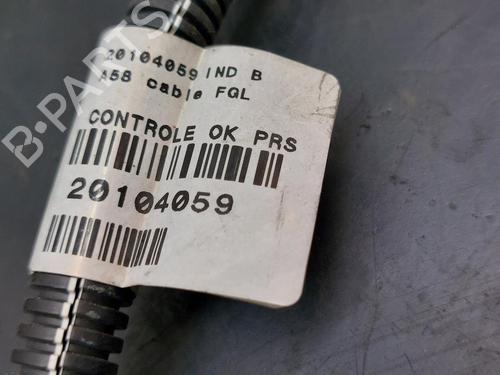 B-PARTS
20104059 IND B
A58 cable FGL
CONTROLE OK PRS
20104059